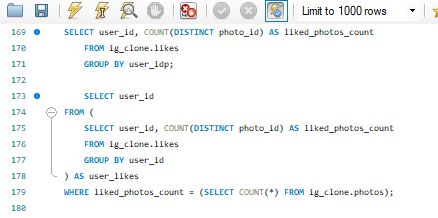 Limit to 1000 rows
169 SELECT user_id, COUNT(DISTINCT photo_id) AS liked_photos_count
170 FROM ig_clone.likes
171 GROUP BY user_idp;
172
173 SELECT user_id
174 FROM (
175 SELECT user_id, COUNT(DISTINCT photo_id) AS liked_photos_count
176 FROM ig_clone.likes
177 GROUP BY user_id
178 ) AS user_likes
179 WHERE liked_photos_count = (SELECT COUNT(*) FROM ig_clone.photos);
180